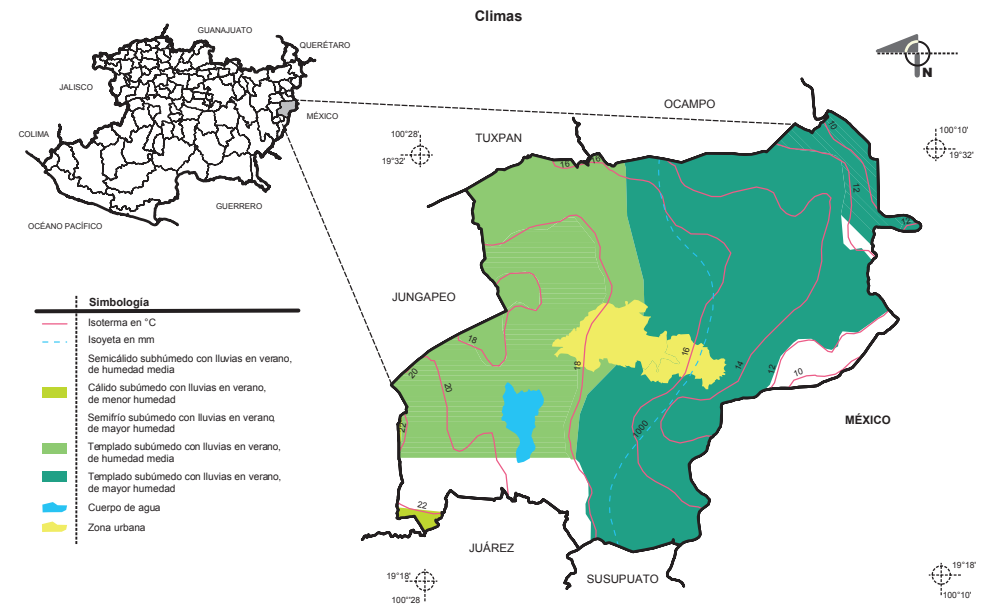 Climas
GUANAJUATO
QUERÉTARO
JALISCO
MÉXICO
COLIMA
GUERRERO
OCÉANO PACÍFICO
N
OCAMPO
TUXPAN
100°28'
19°32'
100°10'
19°32'
JUNGAPEO
MÉXICO
JUÁREZ
SUSUPUATO
19°18'
100°'28
19°18'
100°10'
16
16
10
12
12
18
20
20
22
18
16
14
12
10
1000
22
Simbología
Isoterma en °C
Isoyeta en mm
Semicálido subhúmedo con lluvias en verano,
de humedad media
Cálido subúmedo con lluvias en verano,
de menor humedad
Semifrío subúmedo con lluvias en verano,
de mayor humedad
Templado subúmedo con lluvias en verano,
de humedad media
Templado subúmedo con lluvias en verano,
de mayor humedad
Cuerpo de agua
Zona urbana